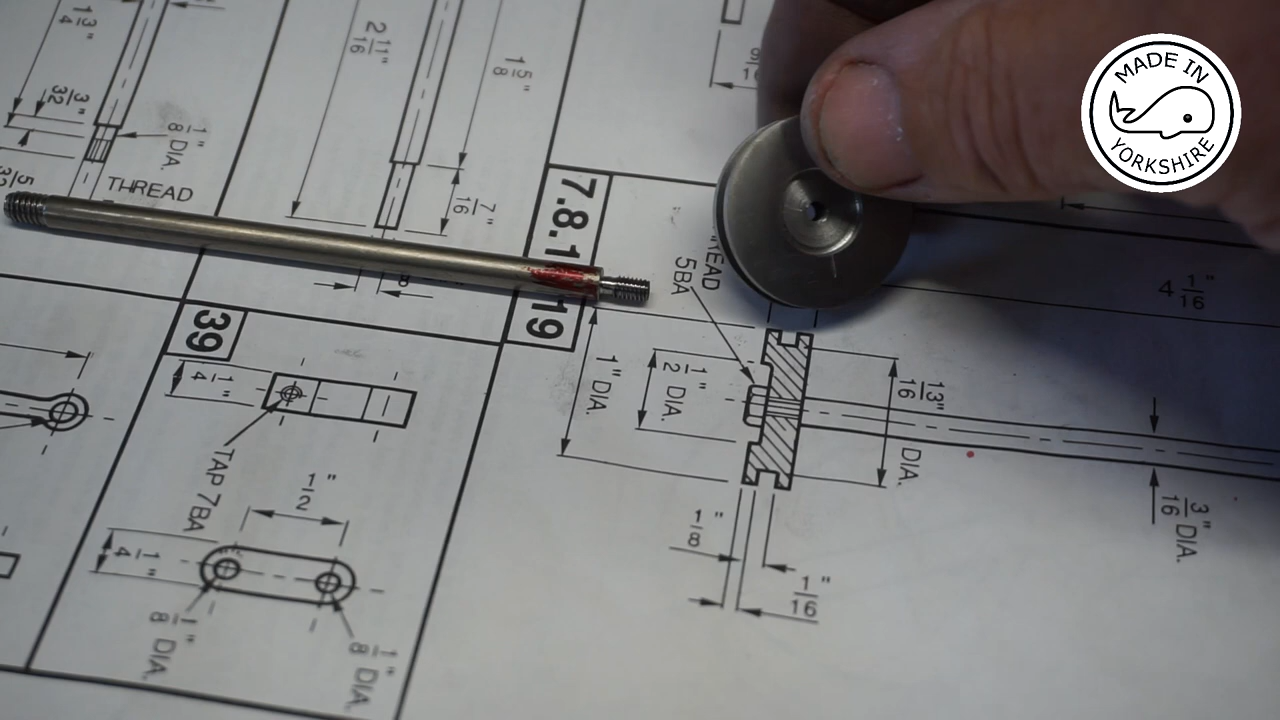 MADE IN
YORKSHIRE
1 3/4"
3/32"
1/8" DIA.
THREAD
2 11/16"
1 5/8"
7/16"
7.8.1
19
5BA
1" DIA.
1/2" DIA.
13/16" DIA.
4 1/16"
3/16" DIA.
1/8"
1/16"
39
1/4"
TAP 7BA
1/2"
1/4"
1/8" DIA.
1/8" DIA.